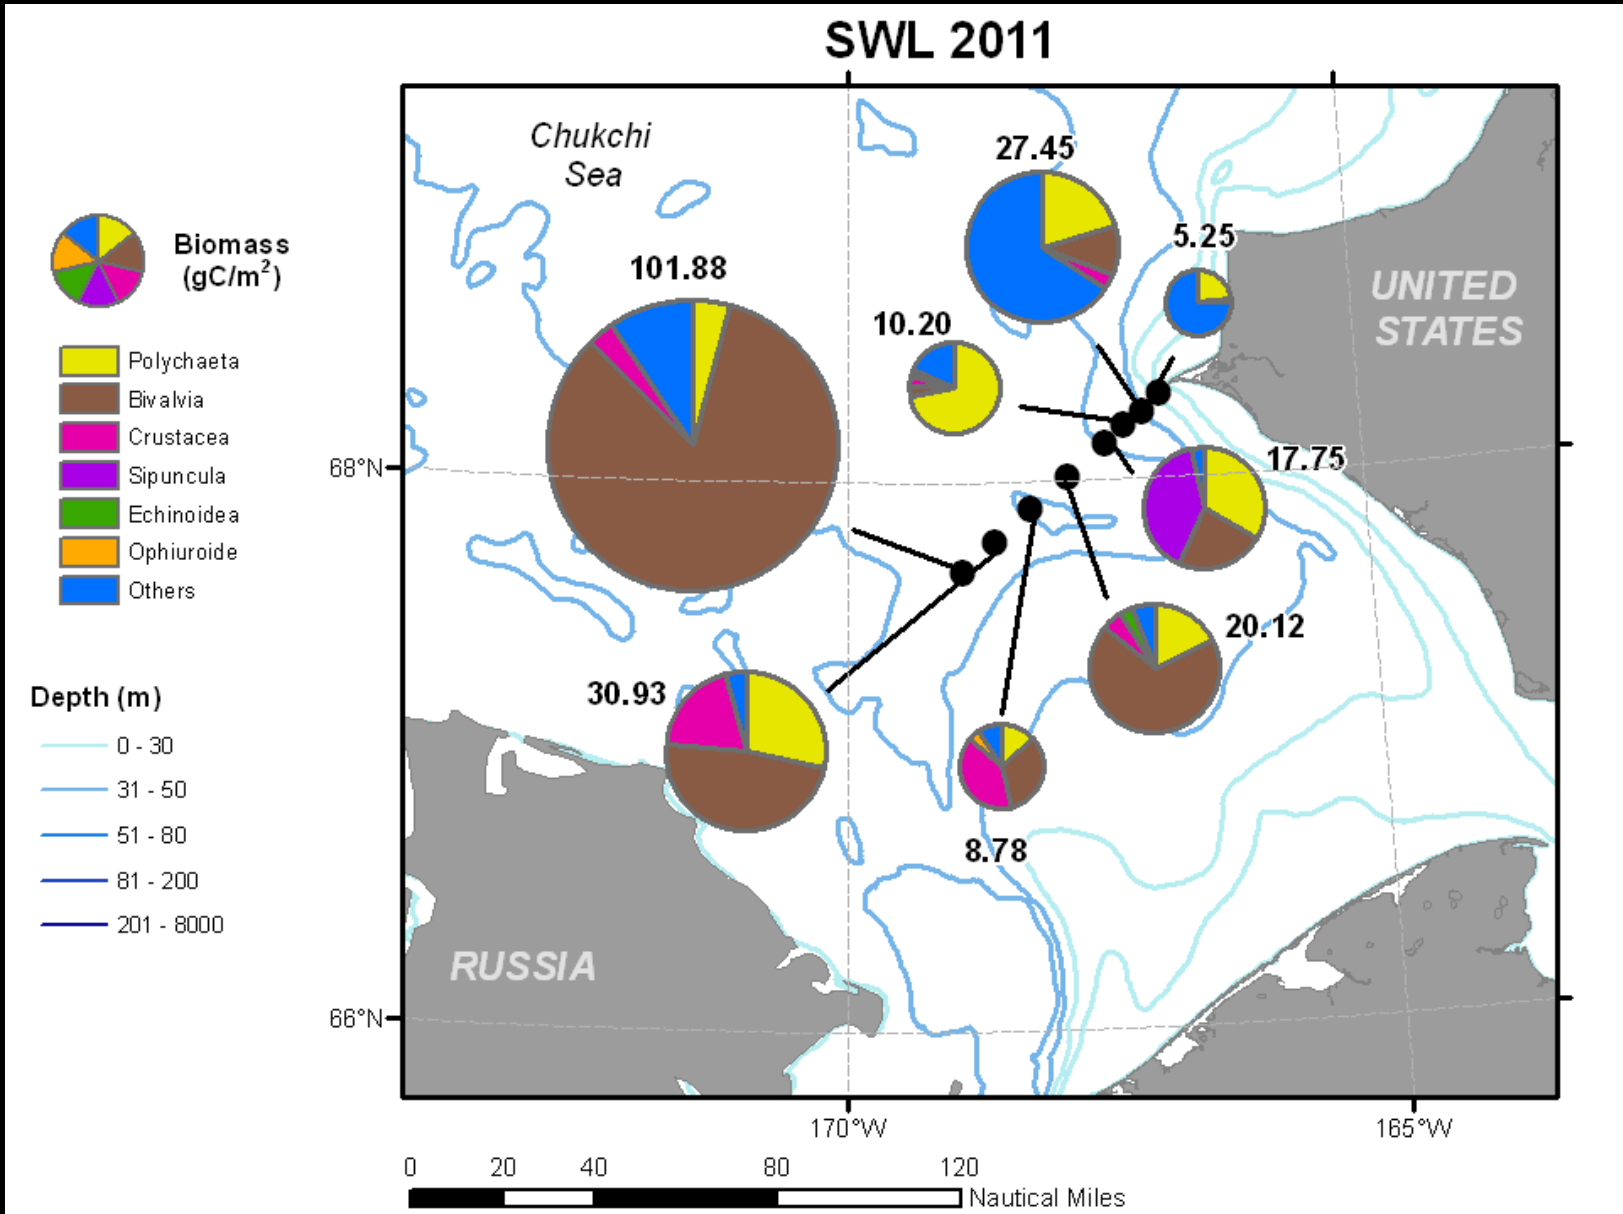 SWL 2011
Chukchi
Sea
27.45
5.25
101.88
10.20
UNITED
STATES
17.75
68°N
20.12
30.93
8.78
RUSSIA
66°N
170°W
165°W
Biomass
(gC/m²)
Polychaeta
Bivalvia
Crustacea
Sipuncula
Echinoidea
Ophiuroide
Others
Depth (m)
0 - 30
31 - 50
51 - 80
81 - 200
201 - 8000
0 20 40 80 120
Nautical Miles